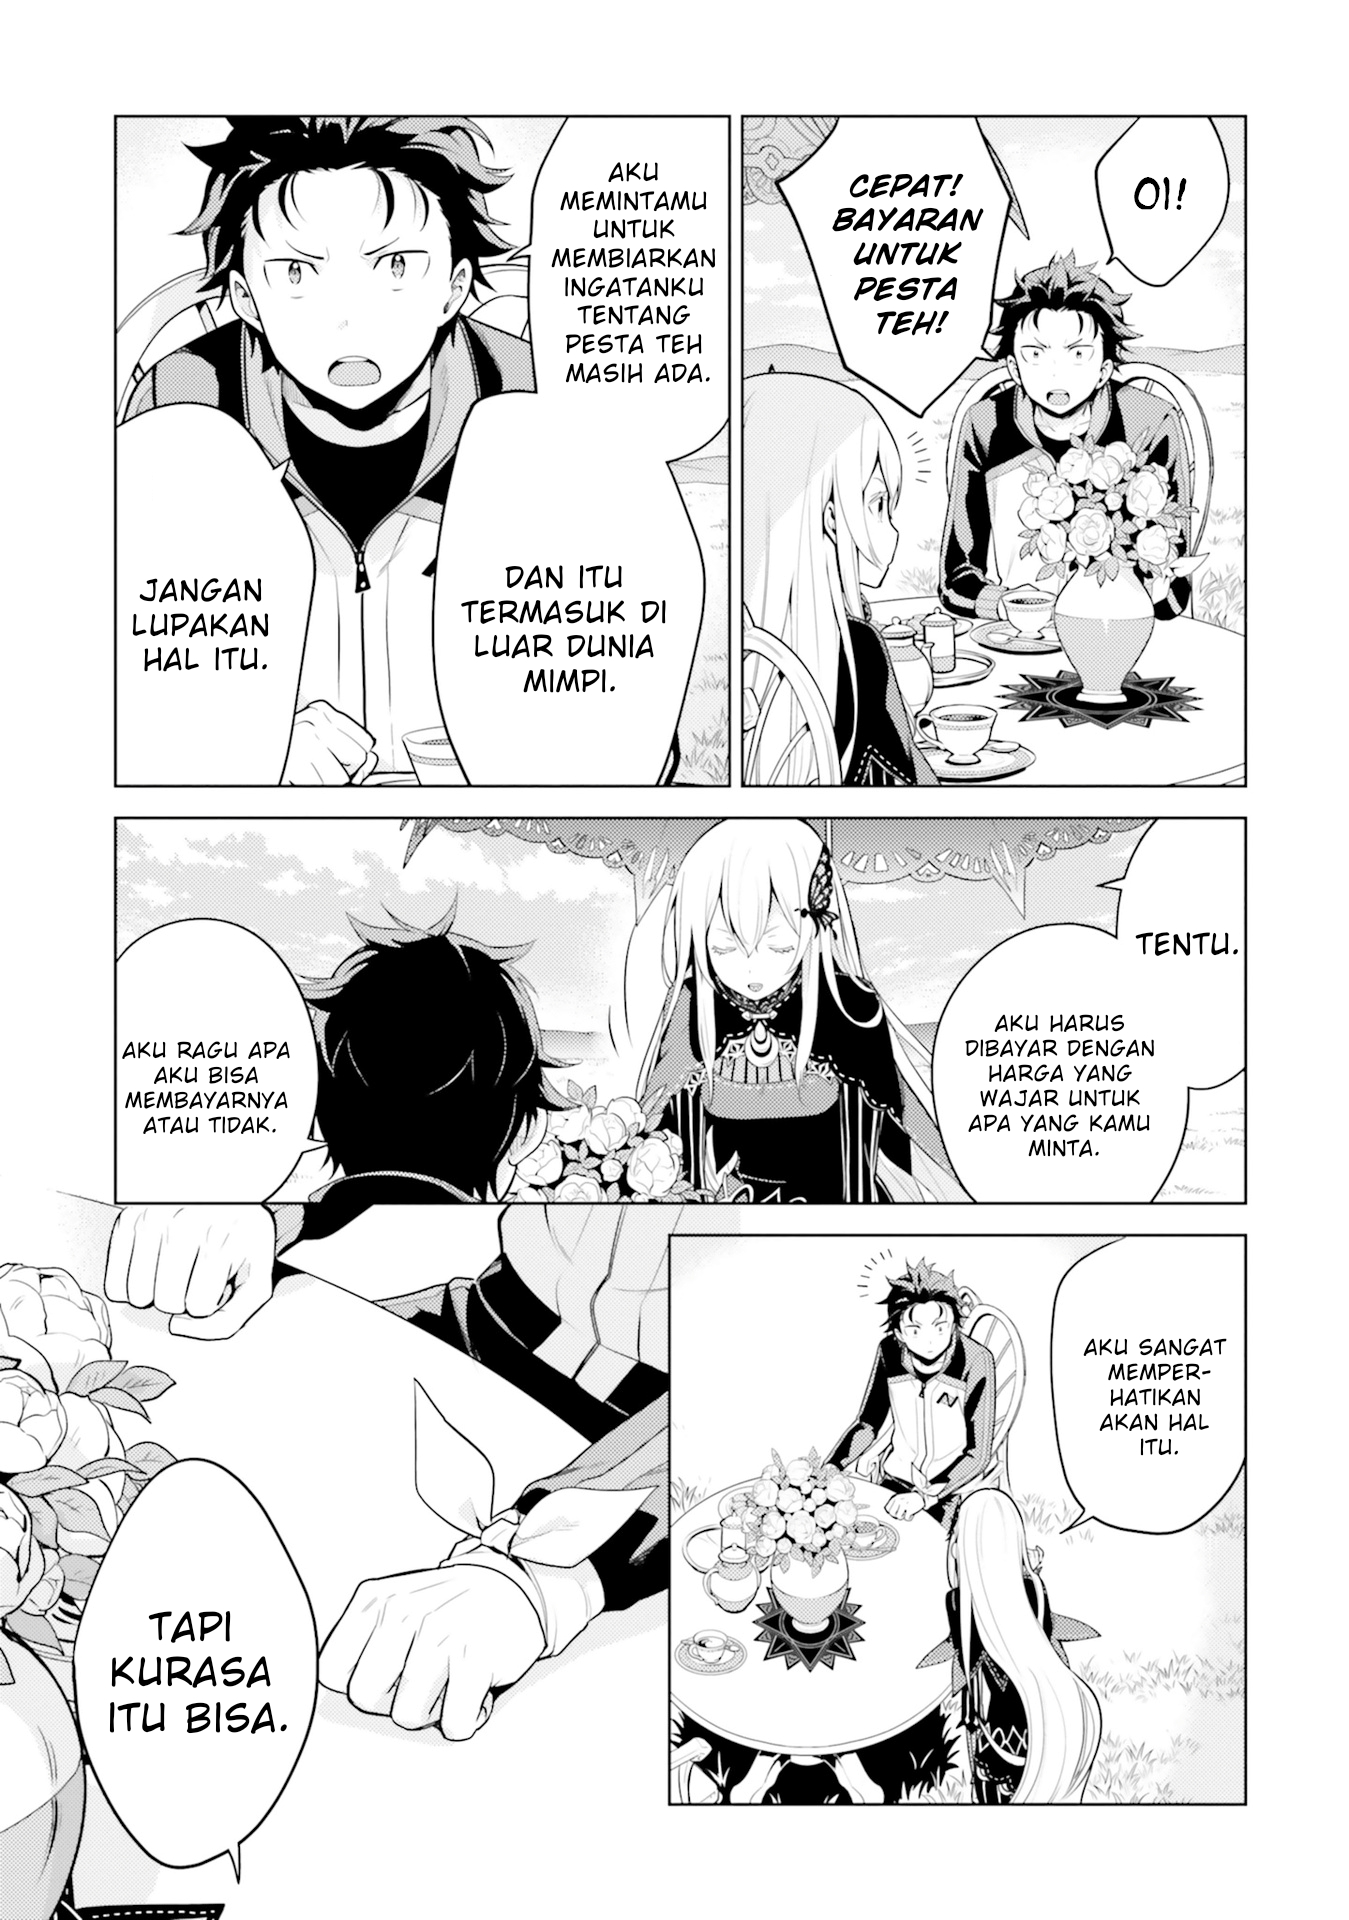 OI!
CEPAT!
BAYARAN
UNTUK
PESTA
TEH!
AKU
MEMINTAMU
UNTUK
MEMBIARKAN
INGATANKU
TENTANG
PESTA TEH
MASIH ADA.
DAN ITU
TERMASUK DI
LUAR DUNIA
MIMPI.
JANGAN
LUPAKAN
HAL ITU.
TENTU.
AKU HARUS
DIBAYAR DENGAN
HARGA YANG
WAJAR UNTUK
APA YANG KAMU
MINTA.
AKU RAGU APA
AKU BISA
MEMBAYARNYA
ATAU TIDAK.
AKU SANGAT
MEMPER-
HATIKAN
AKAN HAL
ITU.
TAPI
KURASA
ITU BISA.